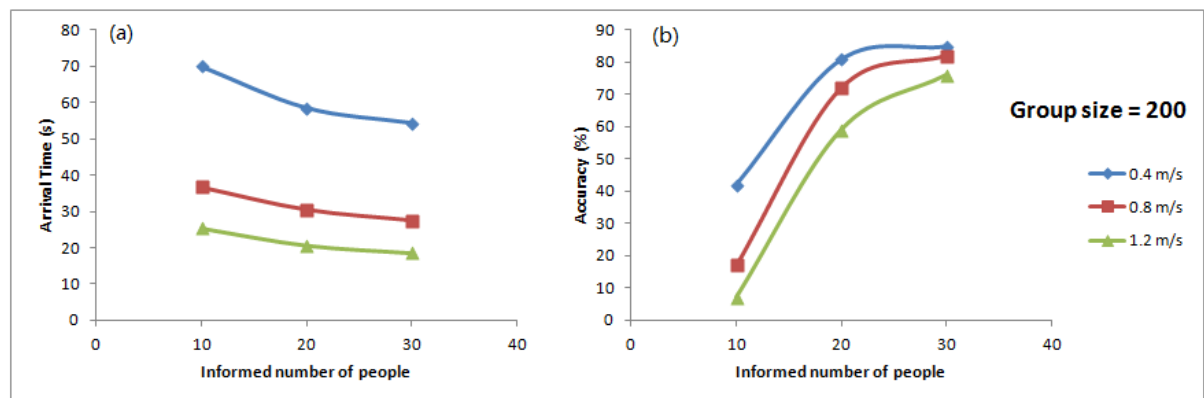 (a)
80
70
60
50
40
30
20
10
0
Arrival Time (s)
0 10 20 30 40
Informed number of people
(b)
90
80
70
60
50
40
30
20
10
0
Accuracy (%)
0 10 20 30 40
Informed number of people
Group size = 200
0.4 m/s
0.8 m/s
1.2 m/s